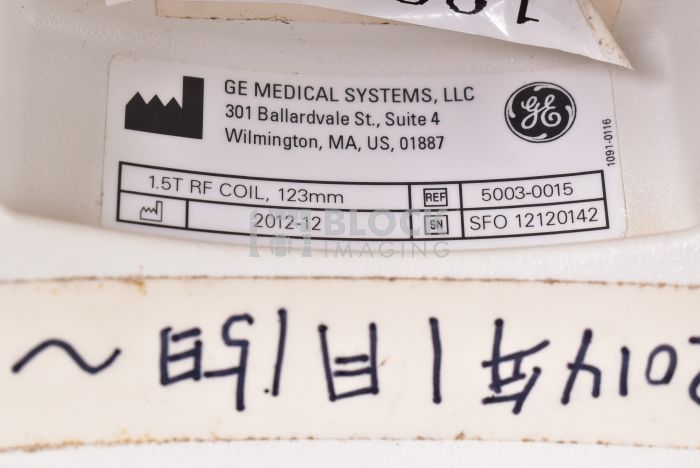 GE MEDICAL SYSTEMS, LLC
301 Ballardvale St., Suite 4
Wilmington, MA, US, 01887
GE
1091-0116
1.5T RF COIL, 123mm REF 5003-0015
2012-12 SN SFO 12120142
BLOCK
IMAGING
2014年1月15日～